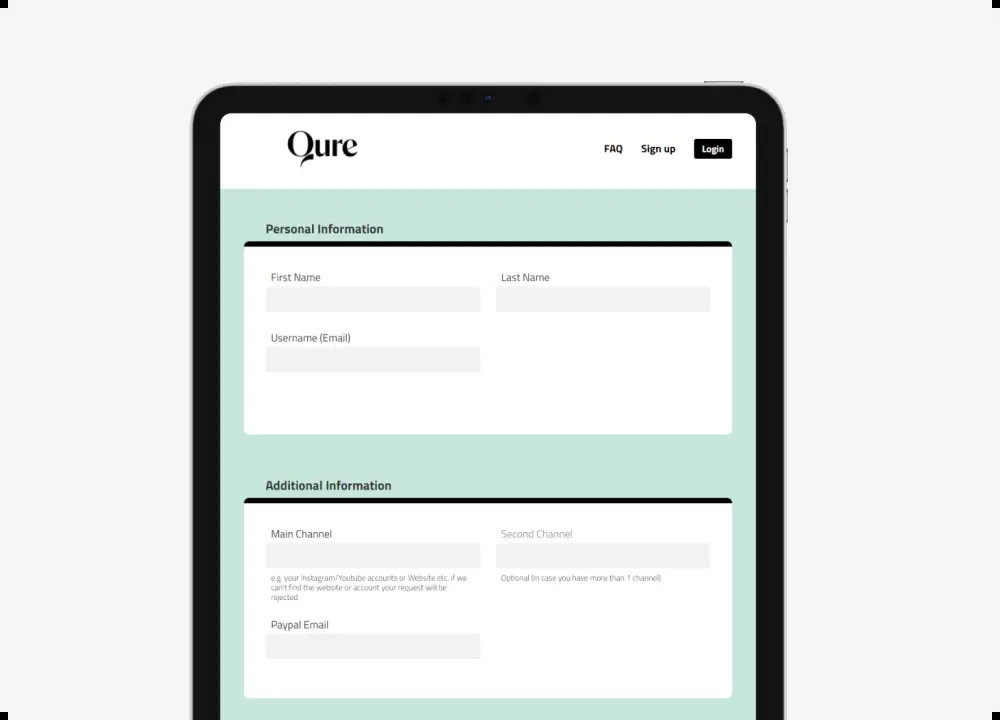 Qure
FAQ Sign up Login
Personal Information
First Name Last Name
Username (Email)
Additional Information
Main Channel Second Channel
e.g. your Instagram/Youtube accounts or Website etc. if we
can't find the website or account your request will be
rejected
Optional (In case you have more than 1 channel)
Paypal Email